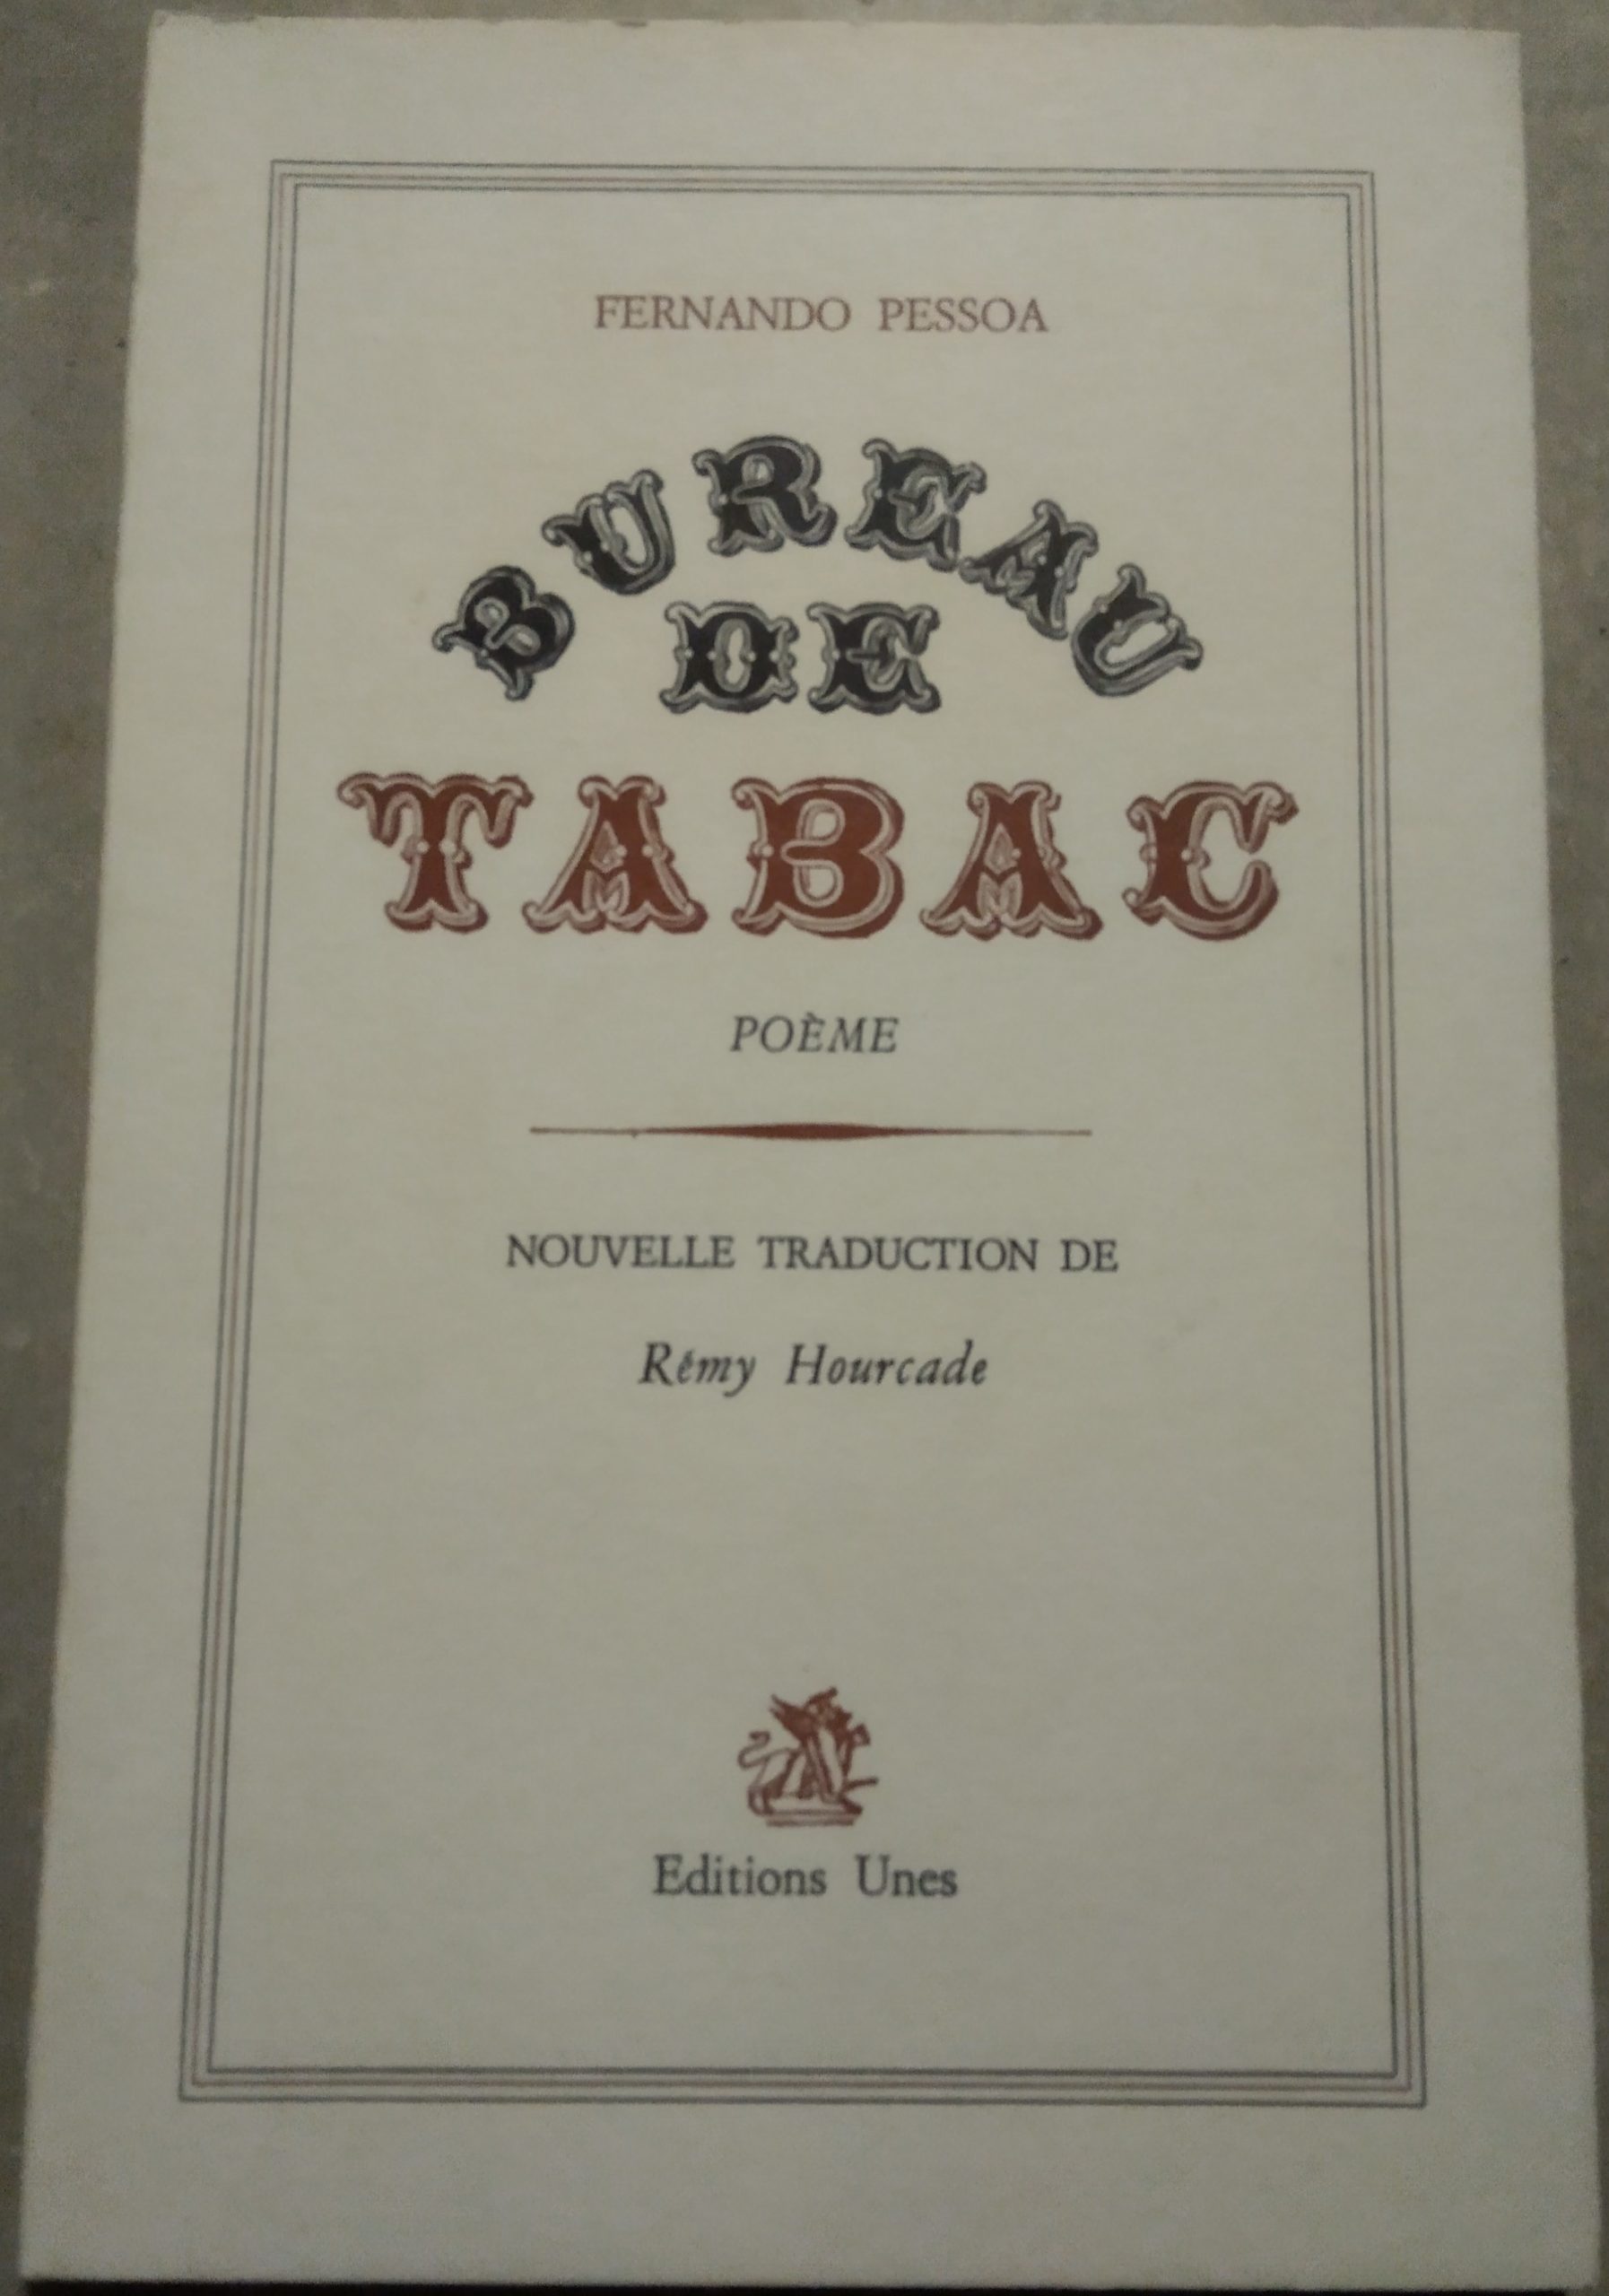 FERNANDO PESSOA
BUREAU
DE
TABAC
POÈME
NOUVELLE TRADUCTION DE
Rémy Hourcade
Editions Unes